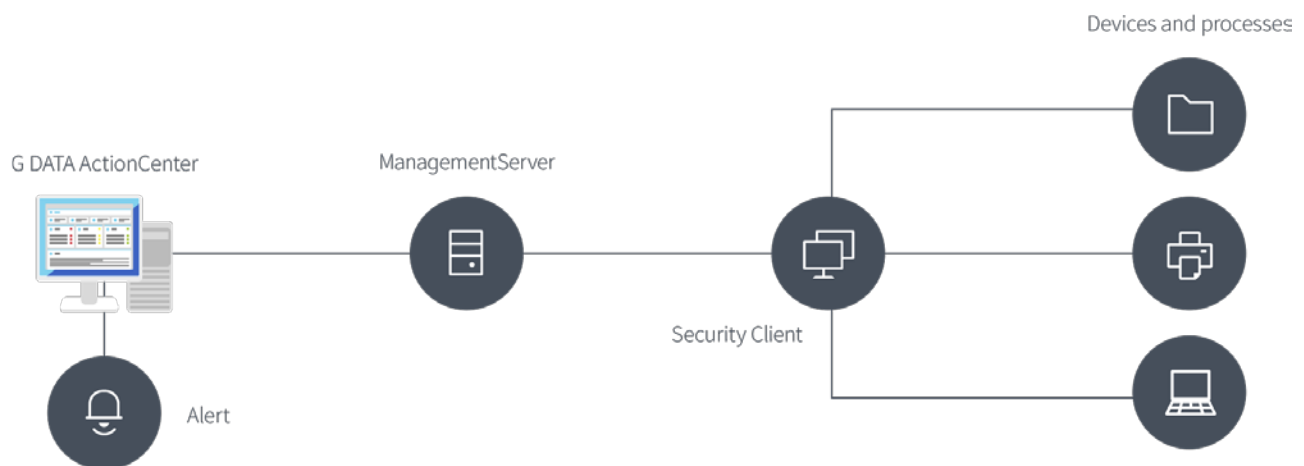 Devices and processes
G DATA ActionCenter
ManagementServer
Security Client
Alert